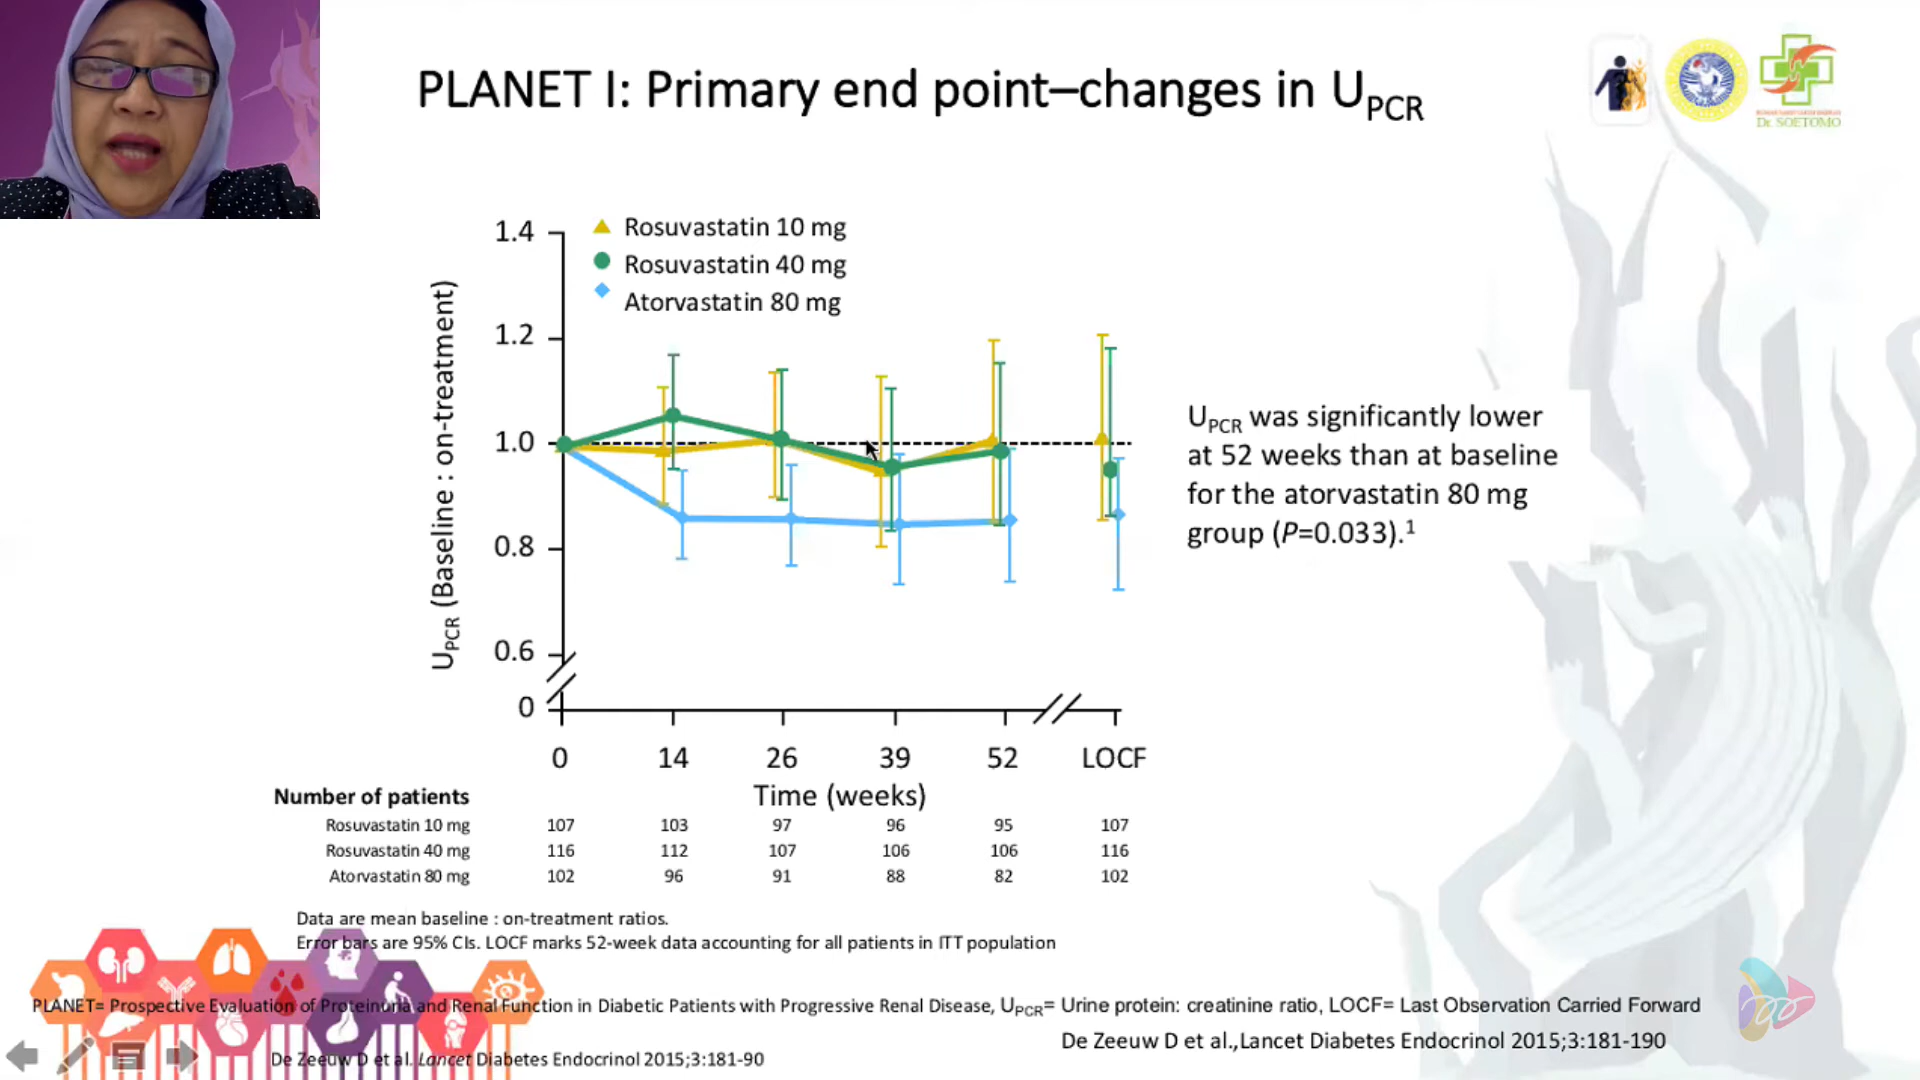 PLANET I: Primary end point–changes in UPCR
Dr. SOETOMO
1.4
1.2
1.0
0.8
0.6
0
UPCR (Baseline : on-treatment)
Rosuvastatin 10 mg
Rosuvastatin 40 mg
Atorvastatin 80 mg
UPCR was significantly lower
at 52 weeks than at baseline
for the atorvastatin 80 mg
group (P=0.033).1
0 14 26 39 52 LOCF
Time (weeks)
Number of patients
Rosuvastatin 10 mg 107 103 97 96 95 107
Rosuvastatin 40 mg 116 112 107 106 106 116
Atorvastatin 80 mg 102 96 91 88 82 102
Data are mean baseline : on-treatment ratios.
Error bars are 95% CIs. LOCF marks 52-week data accounting for all patients in ITT population
PLANET= Prospective Evaluation of Proteinuria and Renal Function in Diabetic Patients with Progressive Renal Disease, UPCR= Urine protein: creatinine ratio, LOCF= Last Observation Carried Forward
De Zeeuw D et al.,Lancet Diabetes Endocrinol 2015;3:181-190
De Zeeuw D et al. Lancet Diabetes Endocrinol 2015;3:181-90